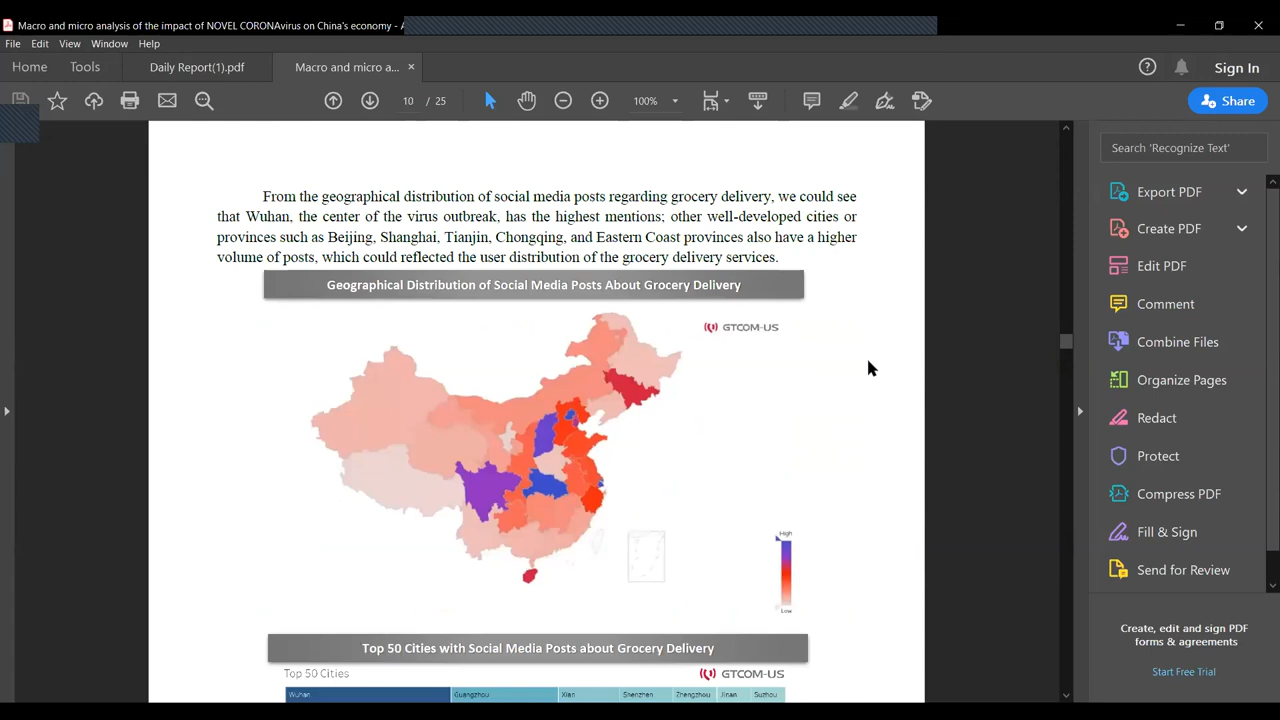 Macro and micro analysis of the impact of NOVEL CORONAvirus on China's economy - A
File Edit View Window Help
Home Tools Daily Report(1).pdf Macro and micro a... ×
Sign In
10 / 25 100%
Share
From the geographical distribution of social media posts regarding grocery delivery, we could see
that Wuhan, the center of the virus outbreak, has the highest mentions; other well-developed cities or
provinces such as Beijing, Shanghai, Tianjin, Chongqing, and Eastern Coast provinces also have a higher
volume of posts, which could reflected the user distribution of the grocery delivery services.
Geographical Distribution of Social Media Posts About Grocery Delivery
GTCOM-US
High
Low
Top 50 Cities with Social Media Posts about Grocery Delivery
Top 50 Cities
GTCOM-US
Wuhan Guangzhou Xian Shenzhen Zhengzhou Jinan Suzhou
Search 'Recognize Text'
Export PDF
Create PDF
Edit PDF
Comment
Combine Files
Organize Pages
Redact
Protect
Compress PDF
Fill & Sign
Send for Review
Create, edit and sign PDF
forms & agreements
Start Free Trial